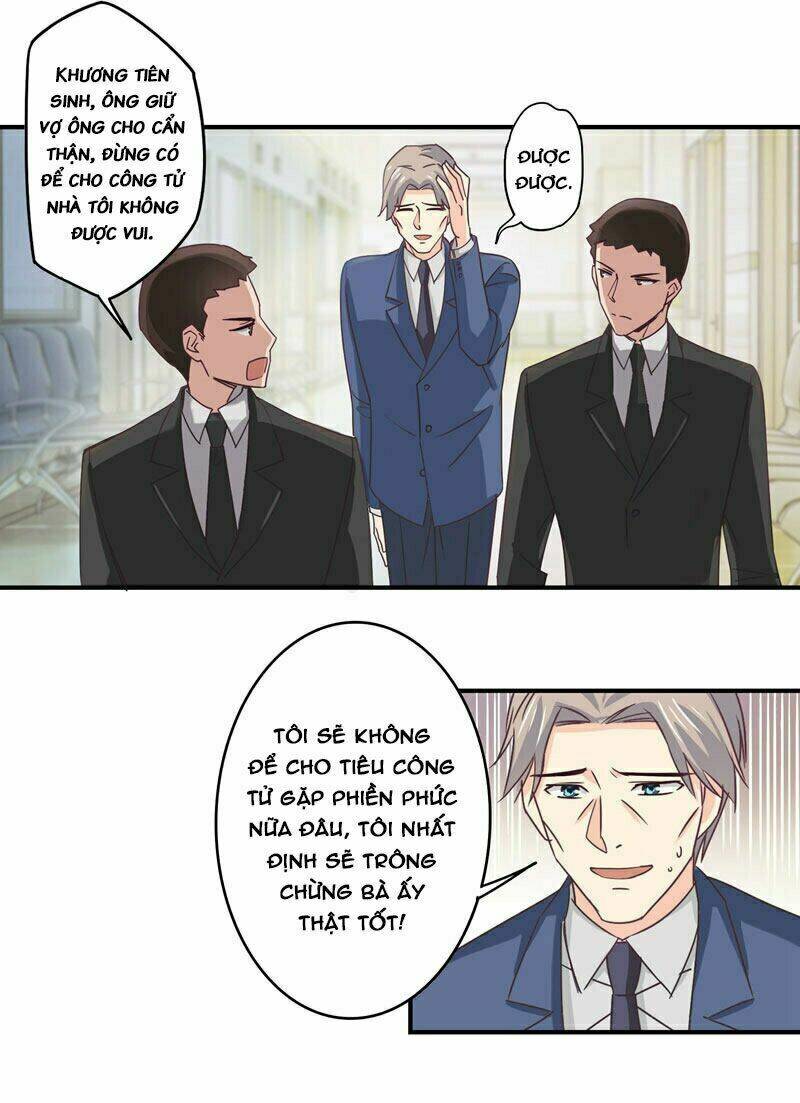 KHƯƠNG TIÊN
SINH, ÔNG GIỮ
VỢ ÔNG CHO CẨN
THẬN, ĐỪNG CÓ
ĐỂ CHO CÔNG TỬ
NHÀ TÔI KHÔNG
ĐƯỢC VUI.
ĐƯỢC
ĐƯỢC.
TÔI SẼ KHÔNG
ĐỂ CHO TIÊU CÔNG
TỬ GẶP PHIỀN PHỨC
NỮA ĐÂU, TÔI NHẤT
ĐỊNH SẼ TRÔNG
CHỪNG BÀ ẤY
THẬT TỐT!